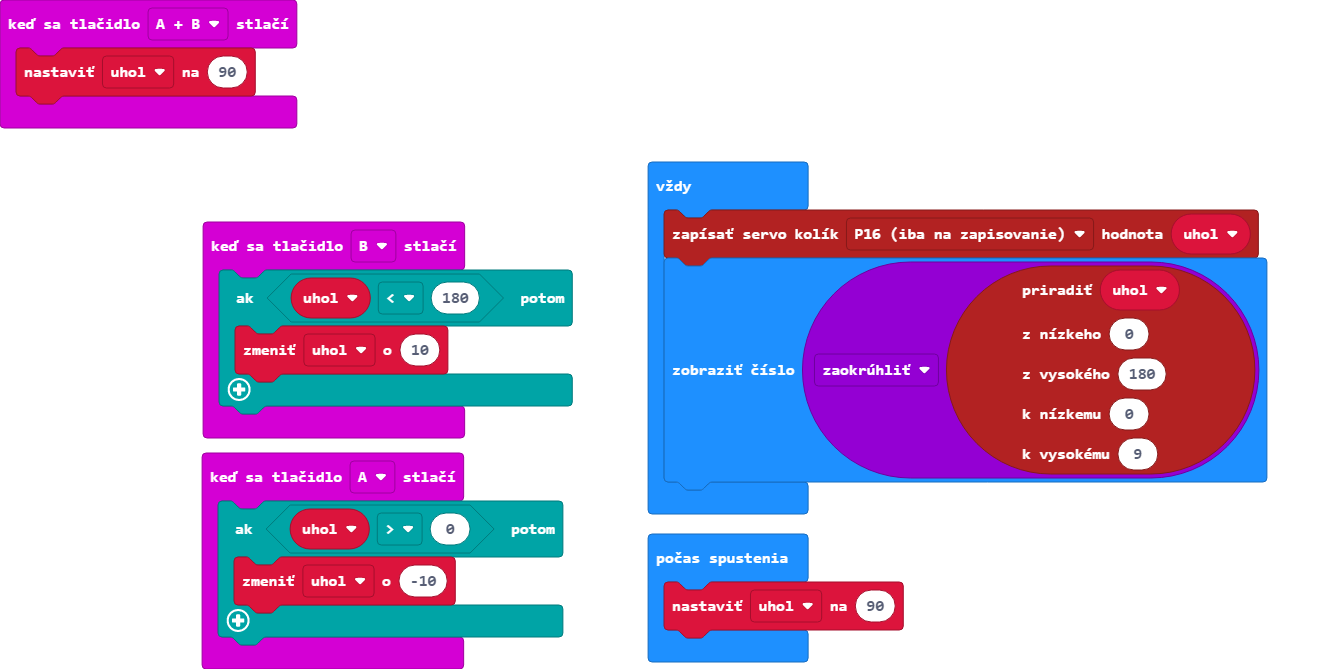 keď sa tlačidlo A + B stlačí
nastaviť uhol na 90
keď sa tlačidlo B stlačí
ak uhol < 180 potom
zmeniť uhol o 10
keď sa tlačidlo A stlačí
ak uhol > 0 potom
zmeniť uhol o -10
vždy
zapísať servo kolík P16 (iba na zapisovanie) hodnota uhol
zobraziť číslo zaokrúhliť
priradiť uhol
z nízkeho 0
z vysokého 180
k nízkemu 0
k vysokému 9
počas spustenia
nastaviť uhol na 90